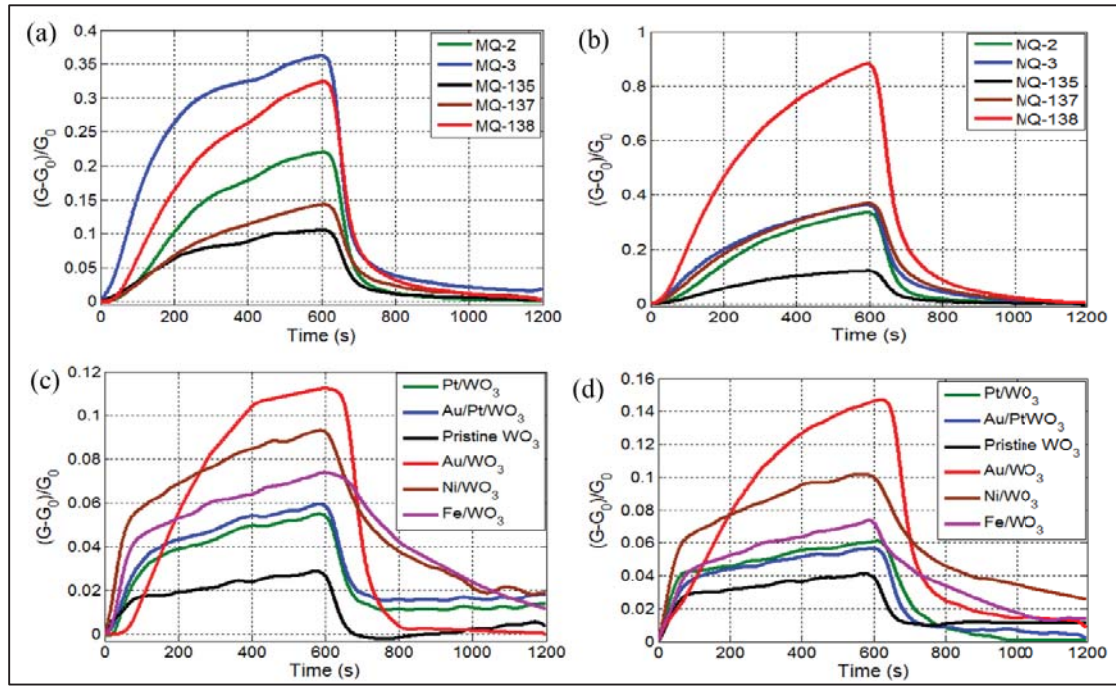 (a)
0.4
0.35
0.3
0.25
0.2
0.15
0.1
0.05
0
(G-G0)/G0
0 200 400 600 800 1000 1200
Time (s)
MQ-2
MQ-3
MQ-135
MQ-137
MQ-138
(b)
1
0.8
0.6
0.4
0.2
0
(G-G0)/G0
0 200 400 600 800 1000 1200
Time (s)
MQ-2
MQ-3
MQ-135
MQ-137
MQ-138
(c)
0.12
0.1
0.08
0.06
0.04
0.02
0
(G-G0)/G0
0 200 400 600 800 1000 1200
Time (s)
Pt/WO3
Au/Pt/WO3
Pristine WO3
Au/WO3
Ni/WO3
Fe/WO3
(d)
0.16
0.14
0.12
0.1
0.08
0.06
0.04
0.02
0
(G-G0)/G0
0 200 400 600 800 1000 1200
Time (s)
Pt/W03
Au/PtWO3
Pristine WO3
Au/WO3
Ni/W03
Fe/WO3